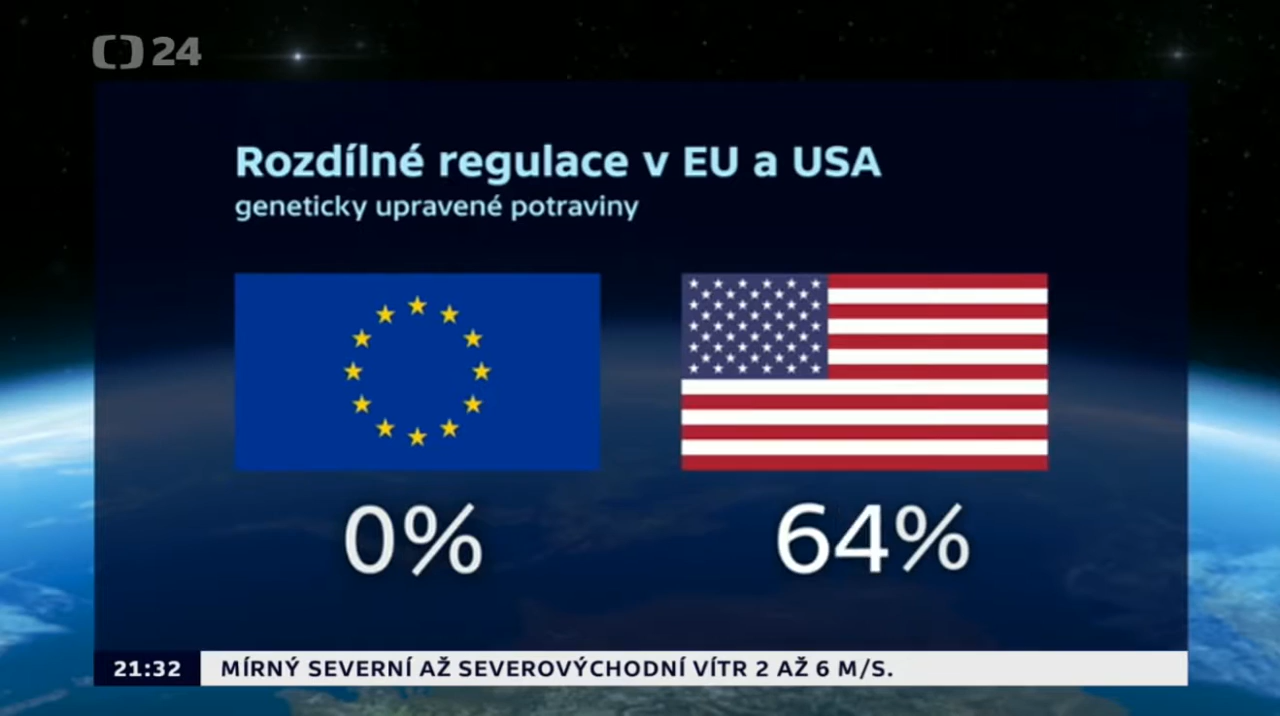 24
Rozdílné regulace v EU a USA
geneticky upravené potraviny
0%
64%
21:32 MÍRNÝ SEVERNÍ AŽ SEVEROVÝCHODNÍ VÍTR 2 AŽ 6 M/S.